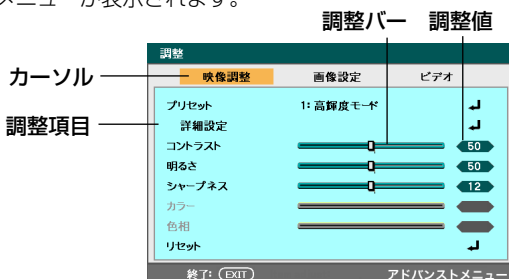 メニューが表示されます。
調整バー 調整値
調整
カーソル
映像調整 画像設定 ビデオ
プリセット 1: 高輝度モード
調整項目
詳細設定
コントラスト 50
明るさ 50
シャープネス 12
カラー
色相
リセット
終了: EXIT アドバンストメニュー